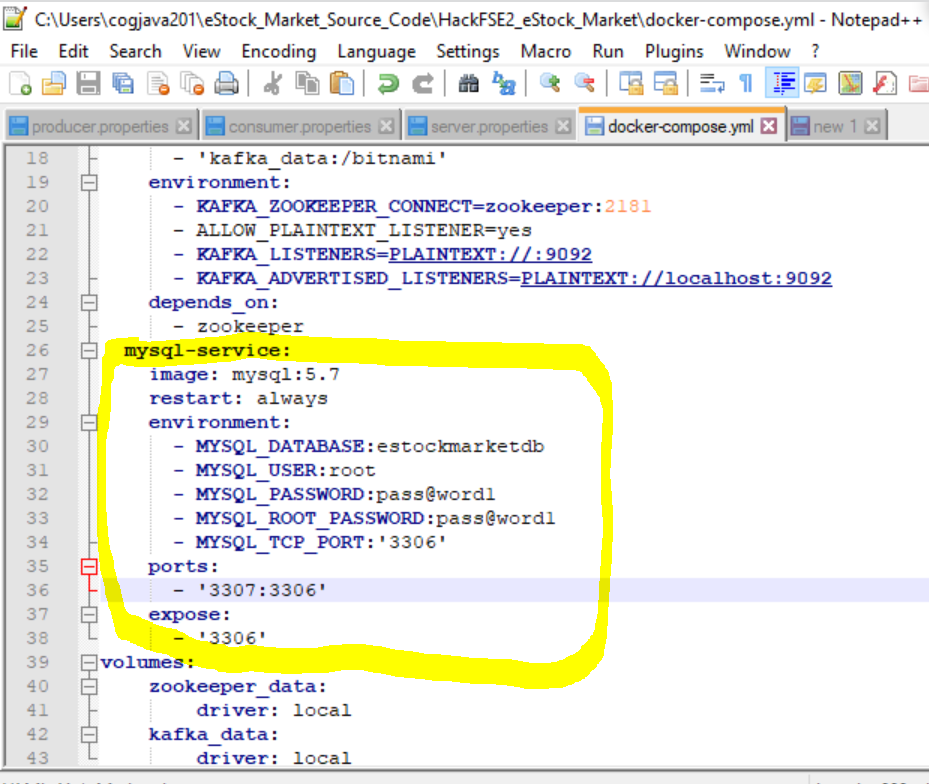 C:\Users\cogjava201\eStock_Market_Source_Code\HackFSE2_eStock_Market\docker-compose.yml - Notepad++
File Edit Search View Encoding Language Settings Macro Run Plugins Window ?
producer.properties consumer.properties server.properties docker-compose.yml new 1
18 - 'kafka_data:/bitnami'
19 environment:
20 - KAFKA_ZOOKEEPER_CONNECT=zookeeper:2181
21 - ALLOW_PLAINTEXT_LISTENER=yes
22 - KAFKA_LISTENERS=PLAINTEXT://:9092
23 - KAFKA_ADVERTISED_LISTENERS=PLAINTEXT://localhost:9092
24 depends_on:
25 - zookeeper
26 mysql-service:
27 image: mysql:5.7
28 restart: always
29 environment:
30 - MYSQL_DATABASE:estockmarketdb
31 - MYSQL_USER:root
32 - MYSQL_PASSWORD:pass@word1
33 - MYSQL_ROOT_PASSWORD:pass@word1
34 - MYSQL_TCP_PORT:'3306'
35 ports:
36 - '3307:3306'
37 expose:
38 - '3306'
39 volumes:
40 zookeeper_data:
41 driver: local
42 kafka_data:
43 driver: local